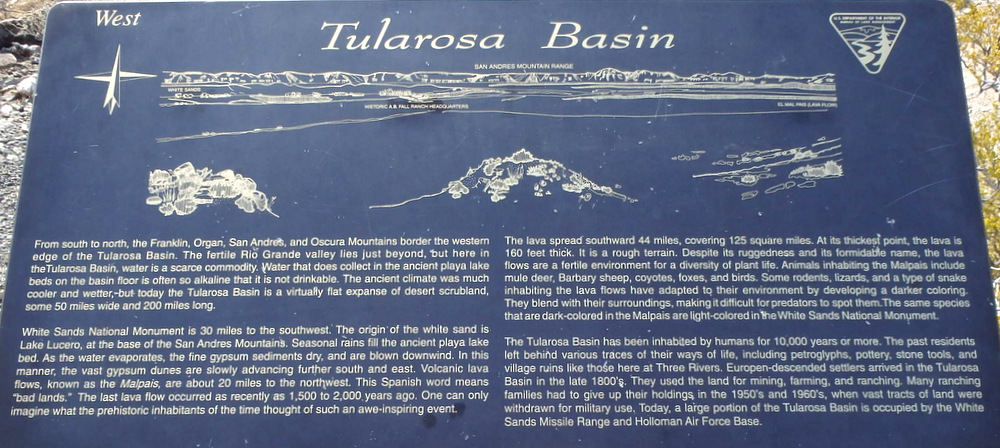 West
Tularosa Basin
U.S. DEPARTMENT OF THE INTERIOR
BUREAU OF LAND MANAGEMENT
SAN ANDRES MOUNTAIN RANGE
WHITE SANDS
HISTORIC A.B. FALL RANCH HEADQUARTERS
EL MAL PAIS (LAVA FLOW)
From south to north, the Franklin, Organ, San Andres, and Oscura Mountains border the western
edge of the Tularosa Basin. The fertile Rio Grande valley lies just beyond, but here in
theTularosa Basin, water is a scarce commodity. Water that does collect in the ancient playa lake
beds on the basin floor is often so alkaline that it is not drinkable. The ancient climate was much
cooler and wetter, but today the Tularosa Basin is a virtually flat expanse of desert scrubland,
some 50 miles wide and 200 miles long.
White Sands National Monument is 30 miles to the southwest. The origin of the white sand is
Lake Lucero, at the base of the San Andres Mountains. Seasonal rains fill the ancient playa lake
bed. As the water evaporates, the fine gypsum sediments dry, and are blown downwind. In this
manner, the vast gypsum dunes are slowly advancing further south and east. Volcanic lava
flows, known as the Malpais, are about 20 miles to the northwest. This Spanish word means
"bad lands." The last lava flow occurred as recently as 1,500 to 2,000 years ago. One can only
imagine what the prehistoric inhabitants of the time thought of such an awe-inspiring event.
The lava spread southward 44 miles, covering 125 square miles. At its thickest point, the lava is
160 feet thick. It is a rough terrain. Despite its ruggedness and its formidable name, the lava
flows are a fertile environment for a diversity of plant life. Animals inhabiting the Malpais include
mule deer, Barbary sheep, coyotes, foxes, and birds. Some rodents, lizards, and a type of snake
inhabiting the lava flows have adapted to their environment by developing a darker coloring.
They blend with their surroundings, making it difficult for predators to spot them. The same species
that are dark-colored in the Malpais are light-colored in the White Sands National Monument.
The Tularosa Basin has been inhabited by humans for 10,000 years or more. The past residents
left behind various traces of their ways of life, including petroglyphs, pottery, stone tools, and
village ruins like those here at Three Rivers. Europen-descended settlers arrived in the Tularosa
Basin in the late 1800's. They used the land for mining, farming, and ranching. Many ranching
families had to give up their holdings in the 1950's and 1960's, when vast tracts of land were
withdrawn for military use. Today, a large portion of the Tularosa Basin is occupied by the White
Sands Missile Range and Holloman Air Force Base.